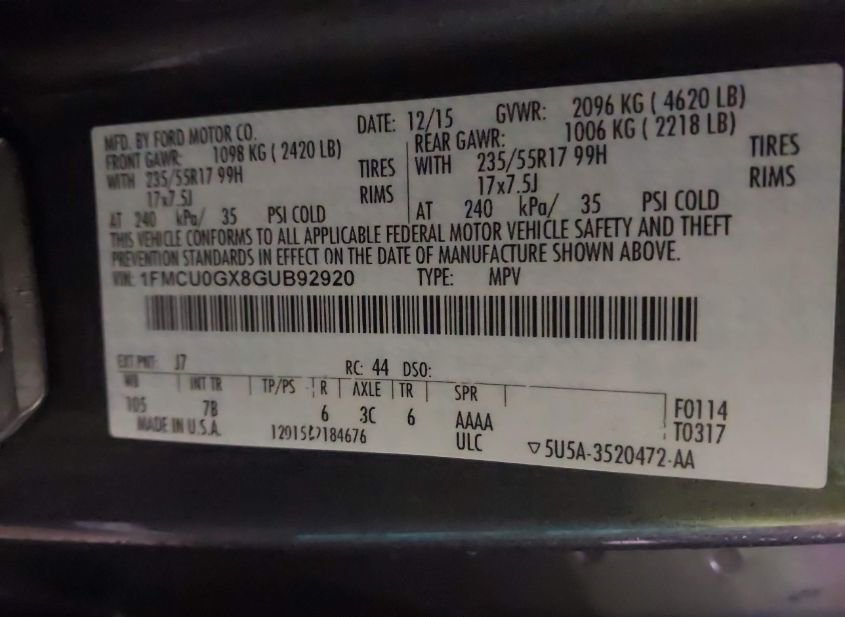 MFD. BY FORD MOTOR CO. DATE: 12/15 GVWR: 2096 KG ( 4620 LB)
FRONT GAWR: 1098 KG ( 2420 LB) REAR GAWR: 1006 KG ( 2218 LB)
WITH 235/55R17 99H TIRES WITH 235/55R17 99H TIRES
17x7.5J RIMS 17x7.5J RIMS
AT 240 kPa/ 35 PSI COLD AT 240 kPa/ 35 PSI COLD
THIS VEHICLE CONFORMS TO ALL APPLICABLE FEDERAL MOTOR VEHICLE SAFETY AND THEFT
PREVENTION STANDARDS IN EFFECT ON THE DATE OF MANUFACTURE SHOWN ABOVE.
VIN: 1FMCU0GX8GUB92920 TYPE: MPV
EXT PNT: J7 RC: 44 DSO:
WB INT TR TP/PS R AXLE TR SPR
105 7B 6 3C 6 AAAA F0114
MADE IN U.S.A. ULC T0317
5U5A-3520472-AA